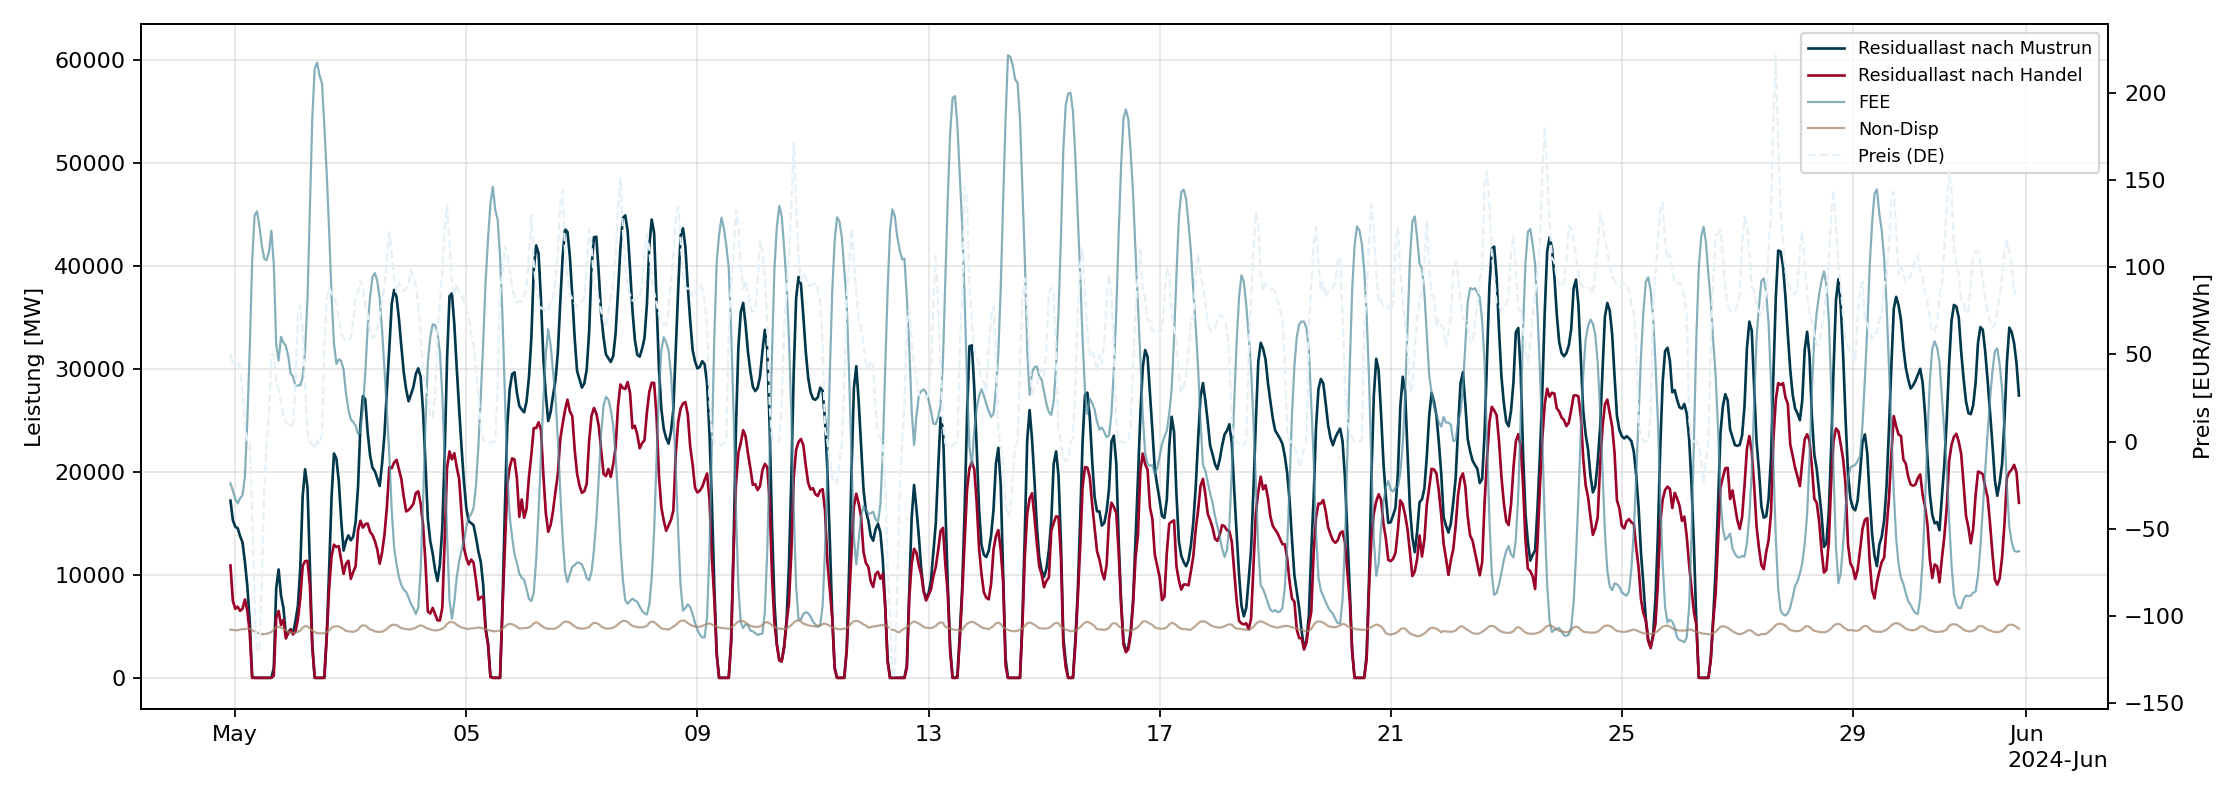 60000
50000
40000
30000
20000
10000
0
Leistung [MW]
200
150
100
50
0
−50
−100
−150
Preis [EUR/MWh]
Residuallast nach Mustrun
Residuallast nach Handel
FEE
Non-Disp
Preis (DE)
May 05 09 13 17 21 25 29 Jun
2024-Jun